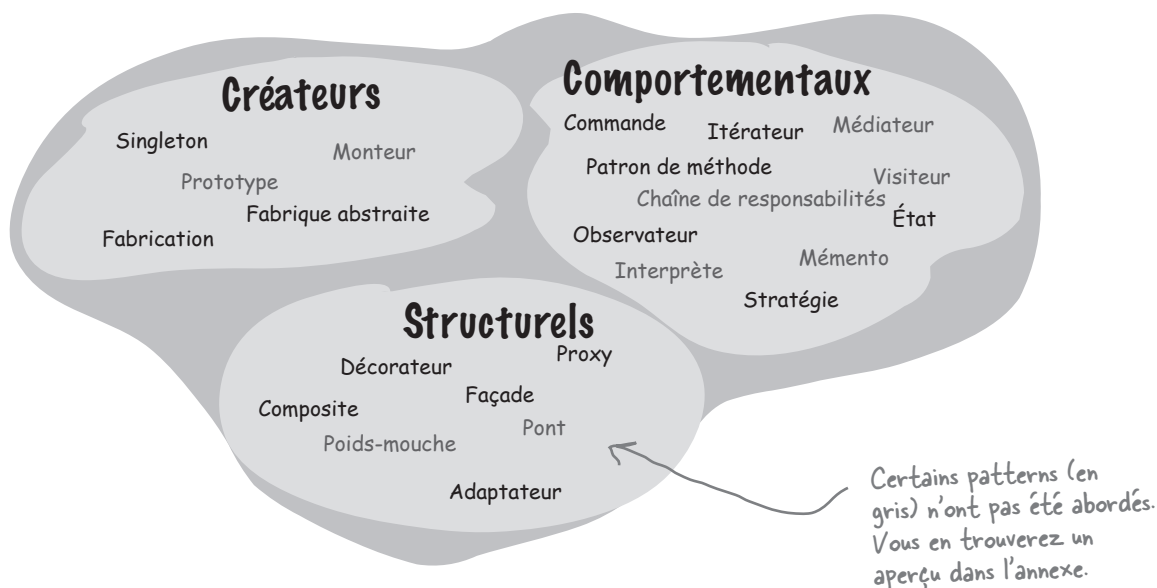 Créateurs
Singleton
Monteur
Prototype
Fabrique abstraite
Fabrication
Comportementaux
Commande
Itérateur
Médiateur
Patron de méthode
Visiteur
Chaîne de responsabilités
État
Observateur
Mémento
Interprète
Stratégie
Structurels
Proxy
Décorateur
Façade
Composite
Pont
Poids-mouche
Adaptateur
Certains patterns (en
gris) n'ont pas été abordés.
Vous en trouverez un
aperçu dans l'annexe.